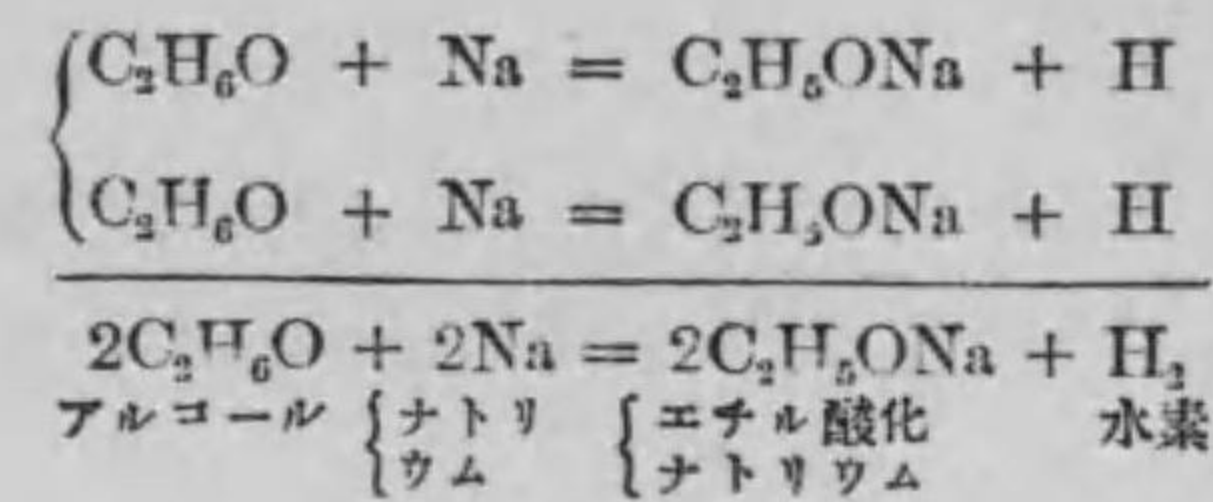 C₂H₆O + Na = C₂H₅ONa + H
C₂H₆O + Na = C₂H₅ONa + H
2C₂H₆O + 2Na = 2C₂H₅ONa + H₂
アルコール {ナトリ {エチル酸化 水素
ウム ナトリウム